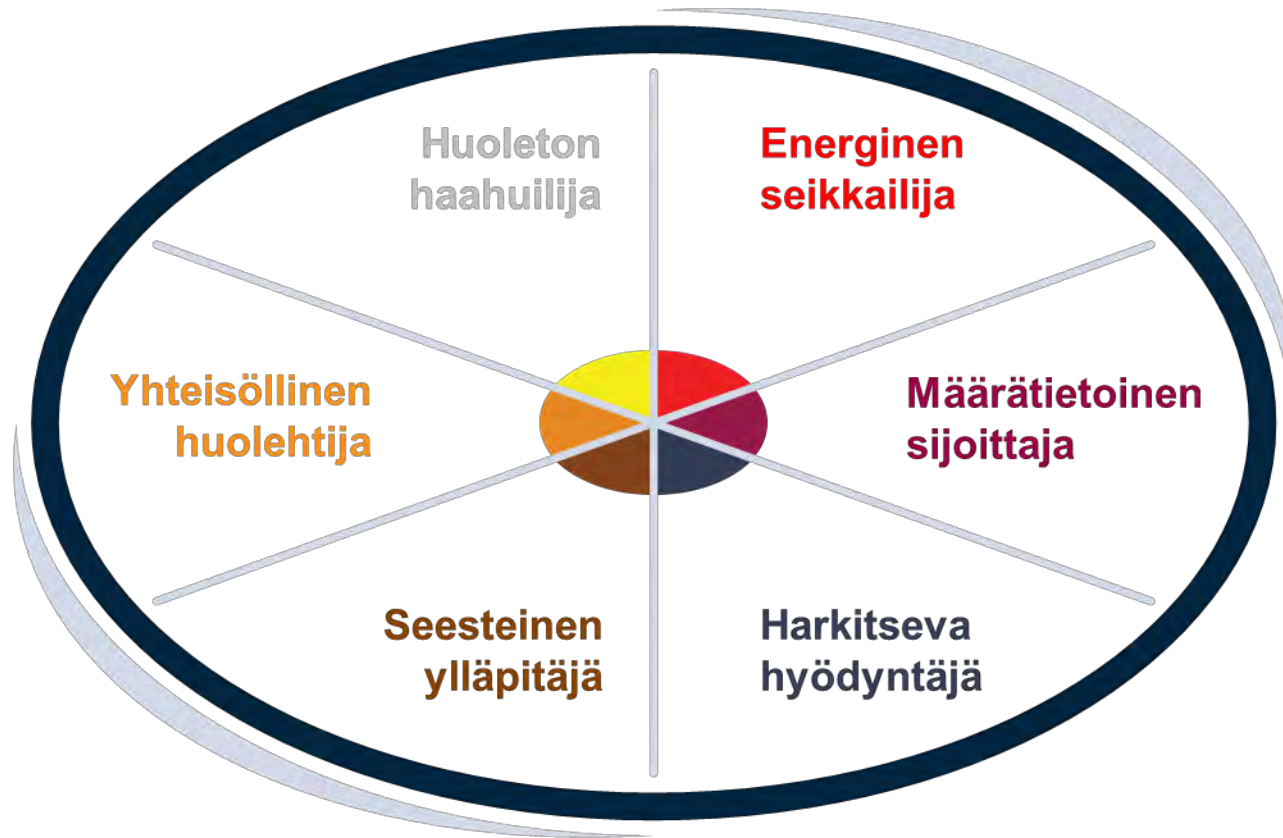 Huoleton
haahuilija
Energinen
seikkailija
Yhteisöllinen
huolehtija
Määrätietoinen
sijoittaja
Seesteinen
ylläpitäjä
Harkitseva
hyödyntäjä